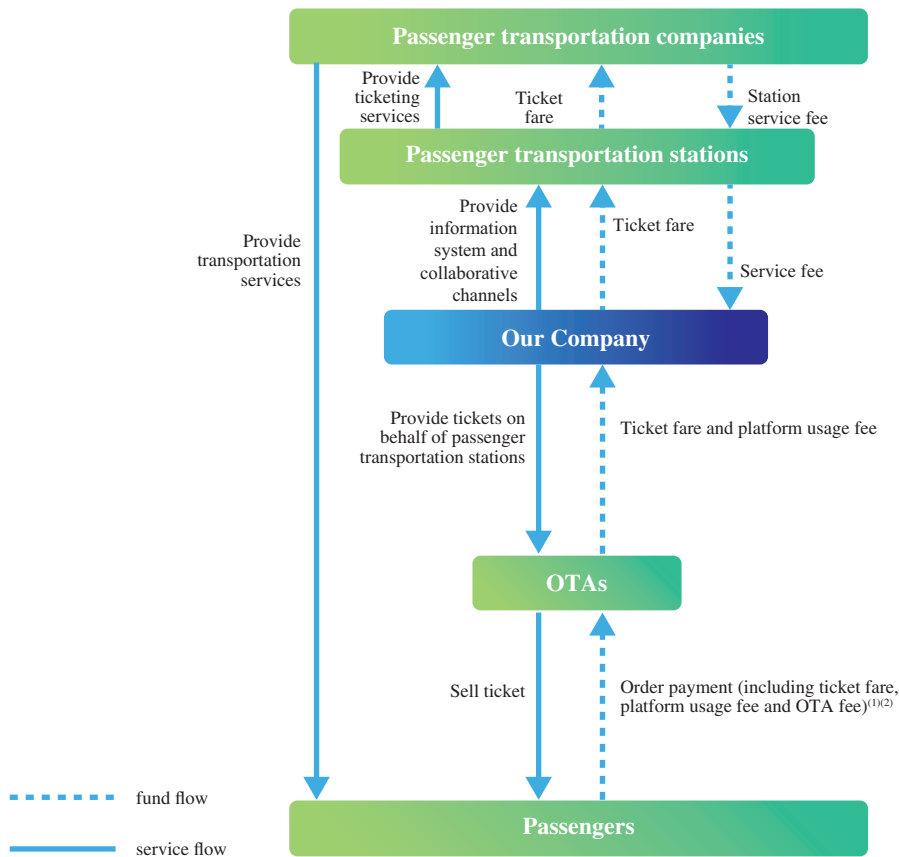 Passenger transportation companies
Provide
ticketing
services
Ticket
fare
Station
service fee
Passenger transportation stations
Provide
transportation
services
Provide
information
system and
collaborative
channels
Ticket fare
Service fee
Our Company
Provide tickets on
behalf of passenger
transportation stations
Ticket fare and platform usage fee
OTAs
Sell ticket
Order payment (including ticket fare,
platform usage fee and OTA fee)(1)(2)
fund flow
Passengers
service flow